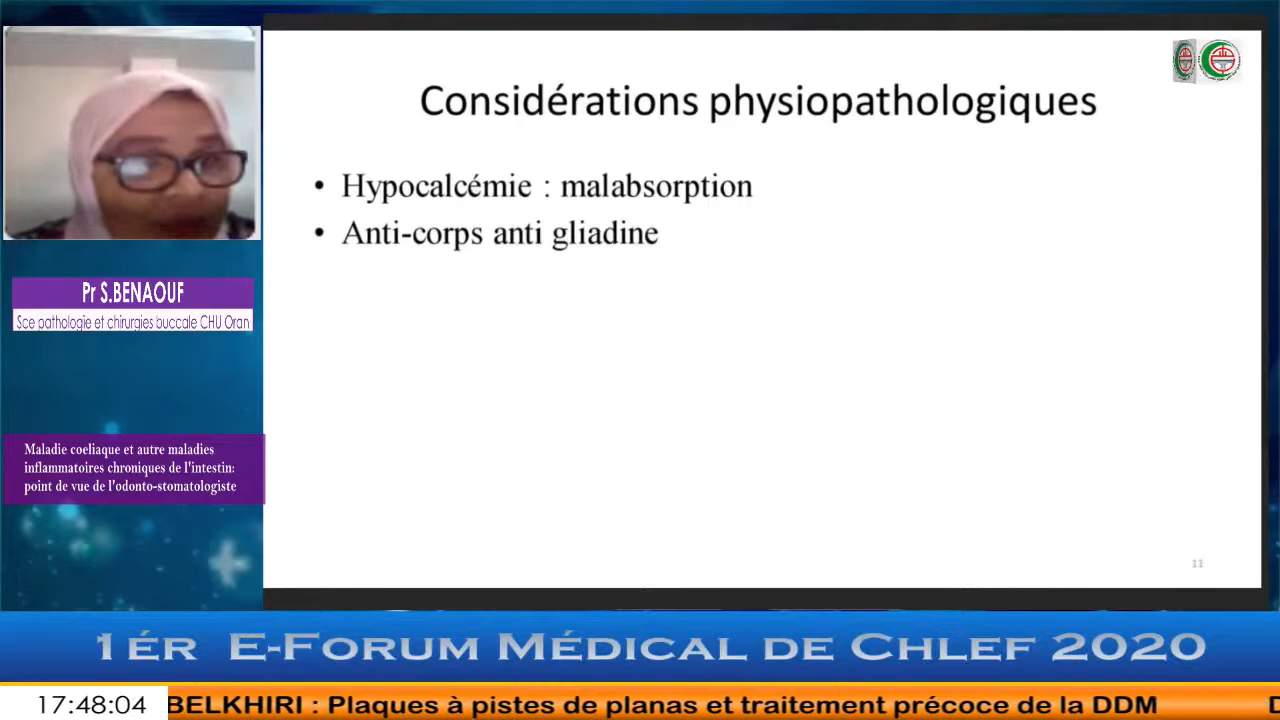 Considérations physiopathologiques
• Hypocalcémie : malabsorption
• Anti-corps anti gliadine
11
Pr S.BENAOUF
Sce pathologie et chirurgies buccale CHU Oran
Maladie coeliaque et autre maladies
inflammatoires chroniques de l'intestin:
point de vue de l'odonto-stomatologiste
1ér E-Forum Médical de Chlef 2020
17:48:04 BELKHIRI : Plaques à pistes de planas et traitement précoce de la DDM